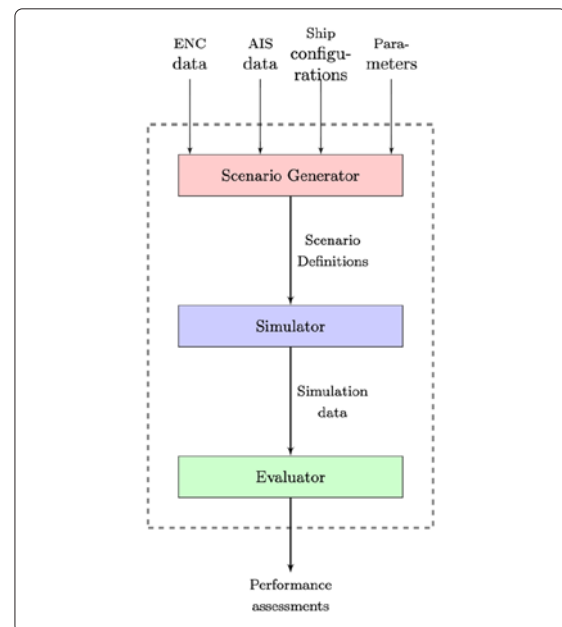 ENC
data
AIS
data
Ship
configu-
rations
Para-
meters
Scenario Generator
Scenario
Definitions
Simulator
Simulation
data
Evaluator
Performance
assessments